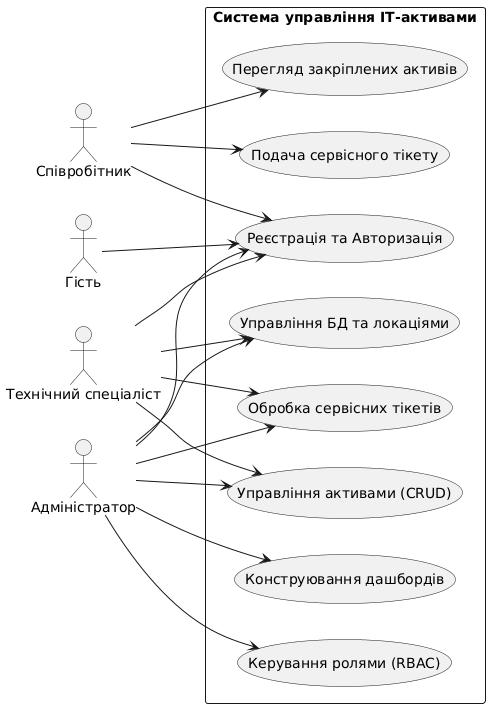 Система управління ІТ-активами
Перегляд закріплених активів
Подача сервісного тікету
Співробітник
Реєстрація та Авторизація
Гість
Управління БД та локаціями
Технічний спеціаліст
Обробка сервісних тікетів
Управління активами (CRUD)
Адміністратор
Конструювання дашбордів
Керування ролями (RBAC)